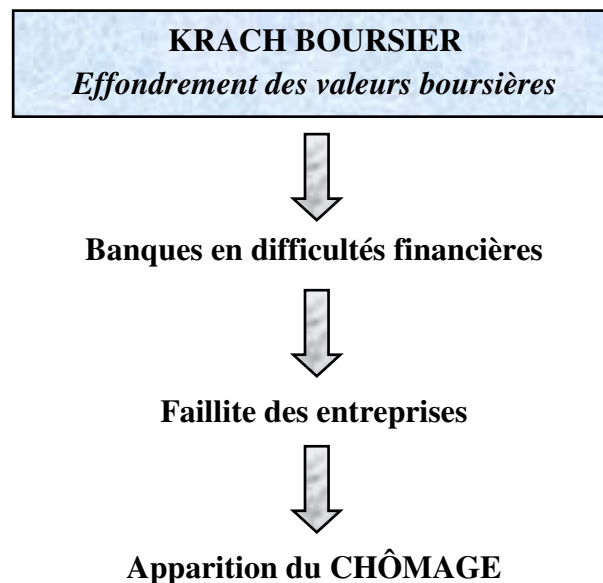 KRACH BOURSIER
Effondrement des valeurs boursières
Banques en difficultés financières
Faillite des entreprises
Apparition du CHÔMAGE